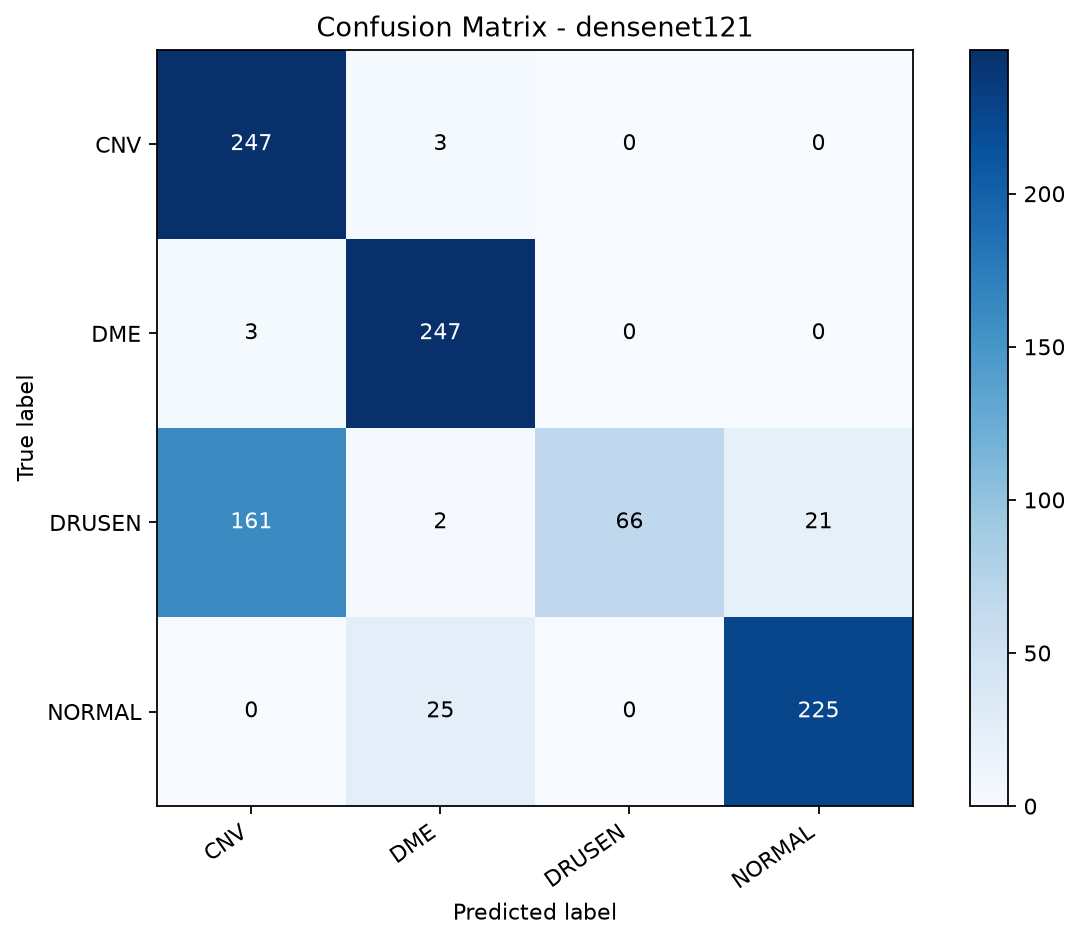 Confusion Matrix - densenet121
CNV 247 3 0 0
DME 3 247 0 0
DRUSEN 161 2 66 21
NORMAL 0 25 0 225
CNV DME DRUSEN NORMAL
True label
Predicted label
200
150
100
50
0